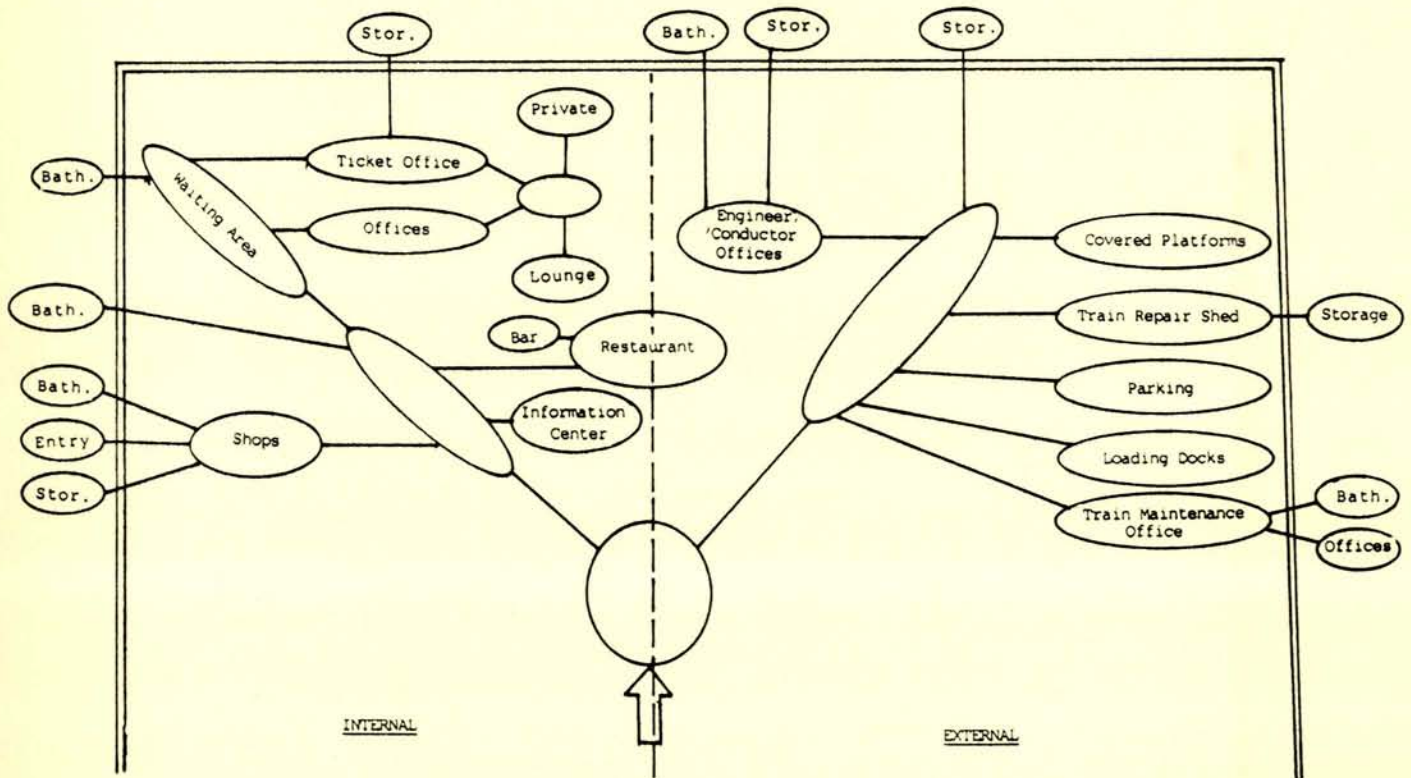 Stor.
Bath.
Stor.
Stor.
Private
Ticket Office
Bath.
Waiting Area
Offices
Engineer.
'Conductor
Offices
Covered Platforms
Lounge
Bath.
Bar
Restaurant
Train Repair Shed
Storage
Bath.
Parking
Information
Center
Entry
Shops
Loading Docks
Stor.
Bath.
Train Maintenance
Office
Offices
INTERNAL
EXTERNAL